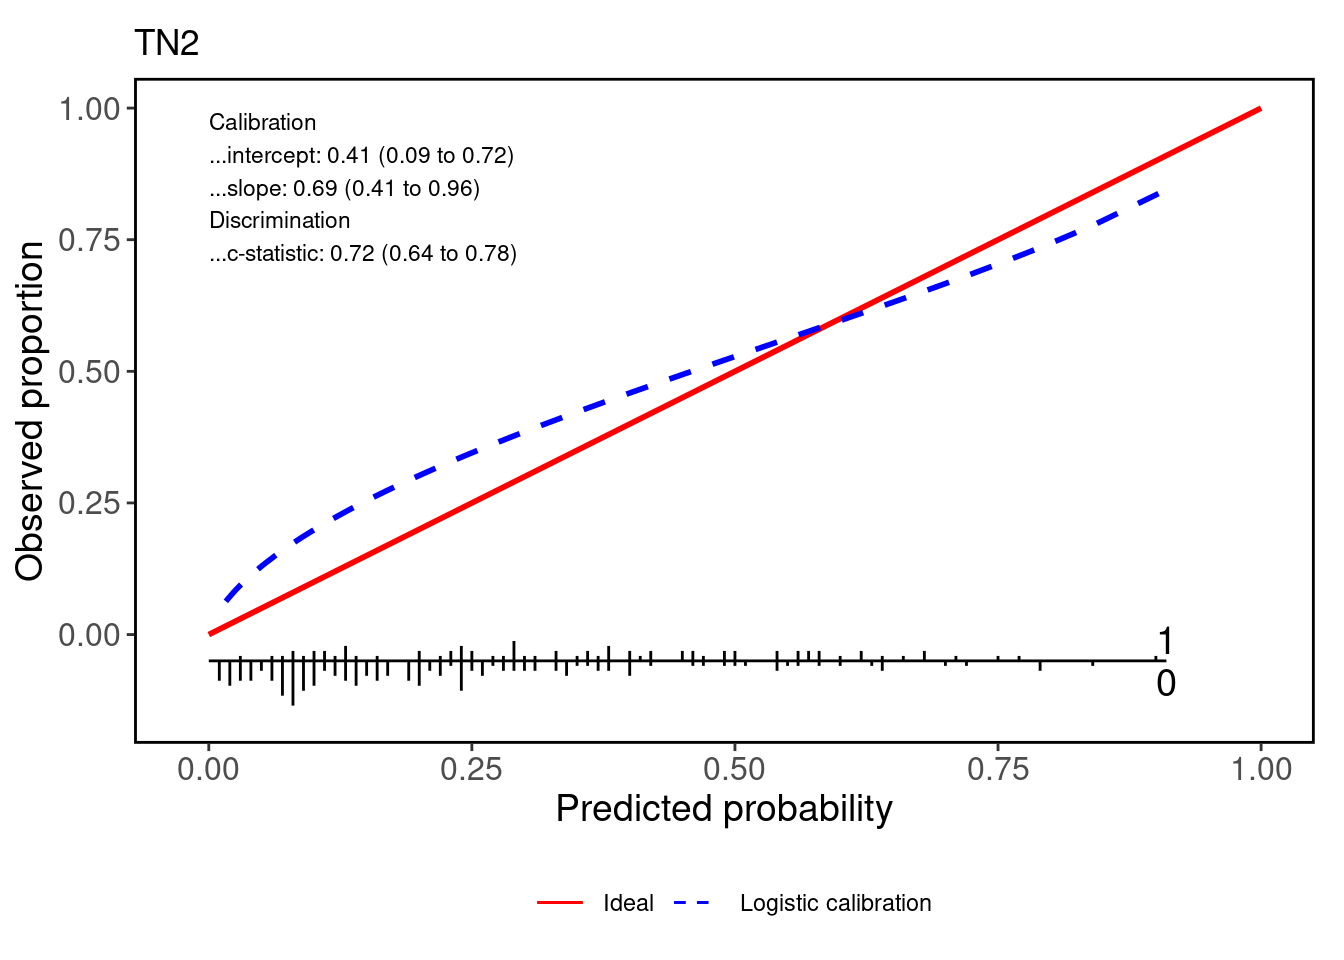 TN2
Calibration
...intercept: 0.41 (0.09 to 0.72)
...slope: 0.69 (0.41 to 0.96)
Discrimination
...c-statistic: 0.72 (0.64 to 0.78)
Observed proportion
1.00
0.75
0.50
0.25
0.00
1
0
0.00 0.25 0.50 0.75 1.00
Predicted probability
Ideal Logistic calibration